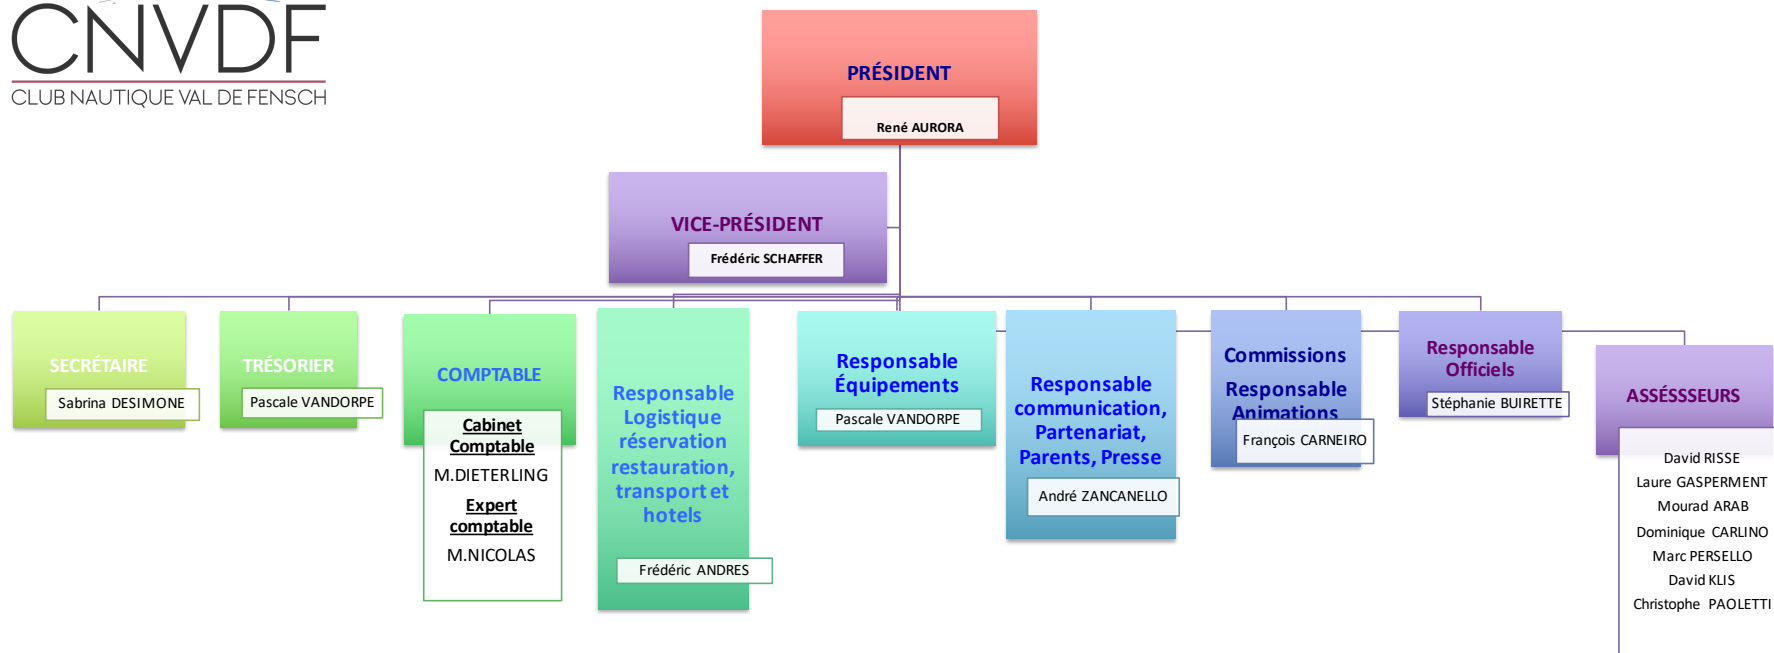 CNVDF
CLUB NAUTIQUE VAL DE FENSCH
PRÉSIDENT
René AURORA
VICE-PRÉSIDENT
Frédéric SCHAFFER
SECRÉTAIRE
Sabrina DESIMONE
TRÉSORIER
Pascale VANDORPE
COMPTABLE
Cabinet
Comptable
M.DIETERLING
Expert
comptable
M.NICOLAS
Responsable
Logistique
réservation
restauration,
transport et
hotels
Frédéric ANDRES
Responsable
Équipements
Pascale VANDORPE
Responsable
communication,
Partenariat,
Parents, Presse
André ZANCANELLO
Commissions
Responsable
Animations
François CARNEIRO
Responsable
Officiels
Stéphanie BUIRETTE
ASSÉSSSEURS
David RISSE
Laure GASPERMENT
Mourad ARAB
Dominique CARLINO
Marc PERSELLO
David KLIS
Christophe PAOLETTI